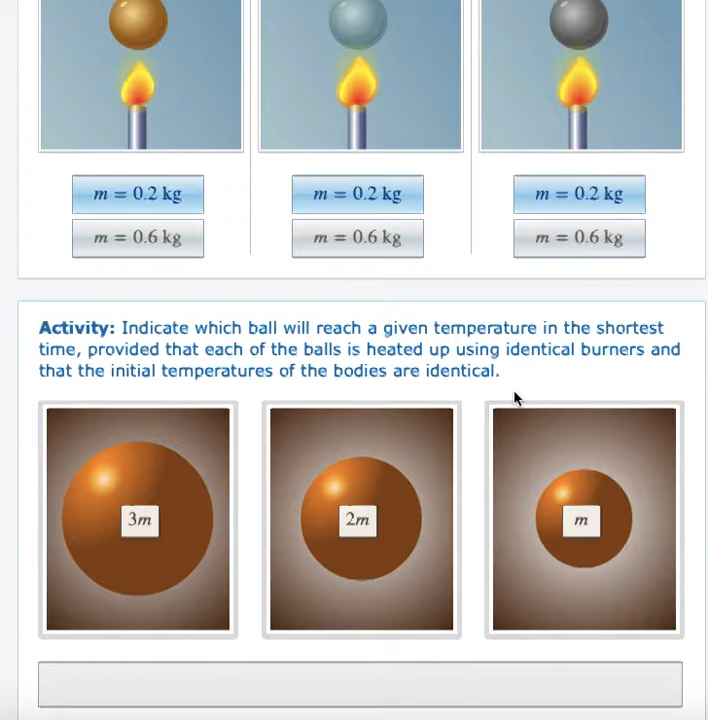 m = 0.2 kg m = 0.2 kg m = 0.2 kg
m = 0.6 kg m = 0.6 kg m = 0.6 kg
Activity: Indicate which ball will reach a given temperature in the shortest
time, provided that each of the balls is heated up using identical burners and
that the initial temperatures of the bodies are identical.
3m 2m m